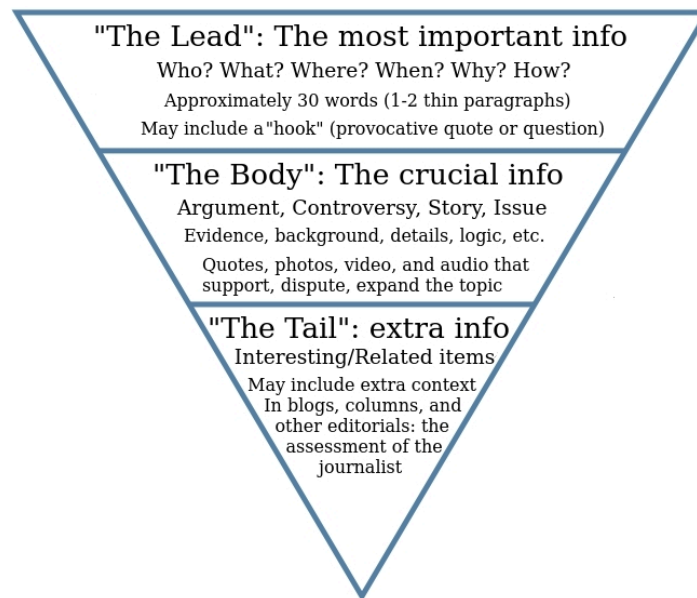 "The Lead": The most important info
Who? What? Where? When? Why? How?
Approximately 30 words (1-2 thin paragraphs)
May include a "hook" (provocative quote or question)
"The Body": The crucial info
Argument, Controversy, Story, Issue
Evidence, background, details, logic, etc.
Quotes, photos, video, and audio that
support, dispute, expand the topic
"The Tail": extra info
Interesting/Related items
May include extra context
In blogs, columns, and
other editorials: the
assessment of the
journalist